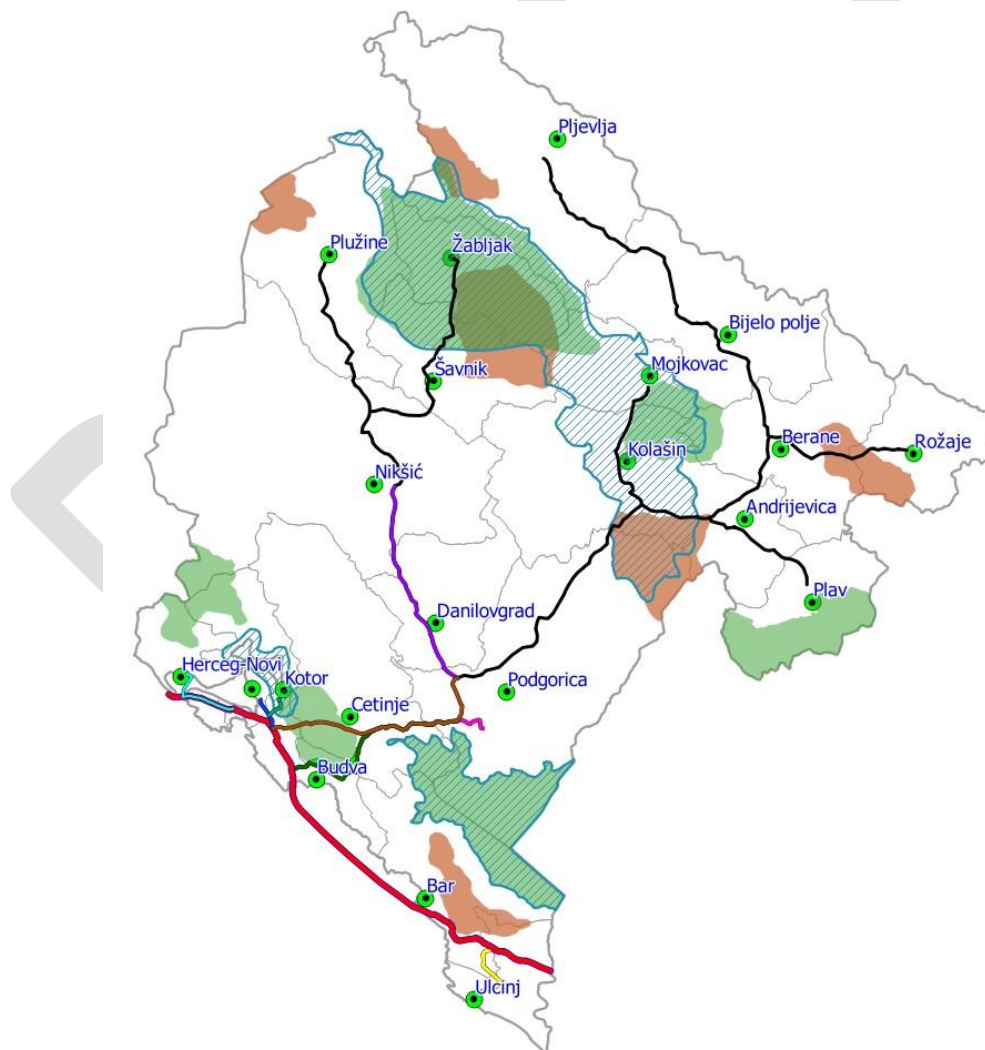 Pljevlja
Plužine
Žabljak
Bijelo polje
Šavnik
Mojkovac
Berane
Rožaje
Kolašin
Nikšić
Andrijevica
Plav
Danilovgrad
Herceg-Novi
Kotor
Podgorica
Cetinje
Budva
Bar
Ulcinj